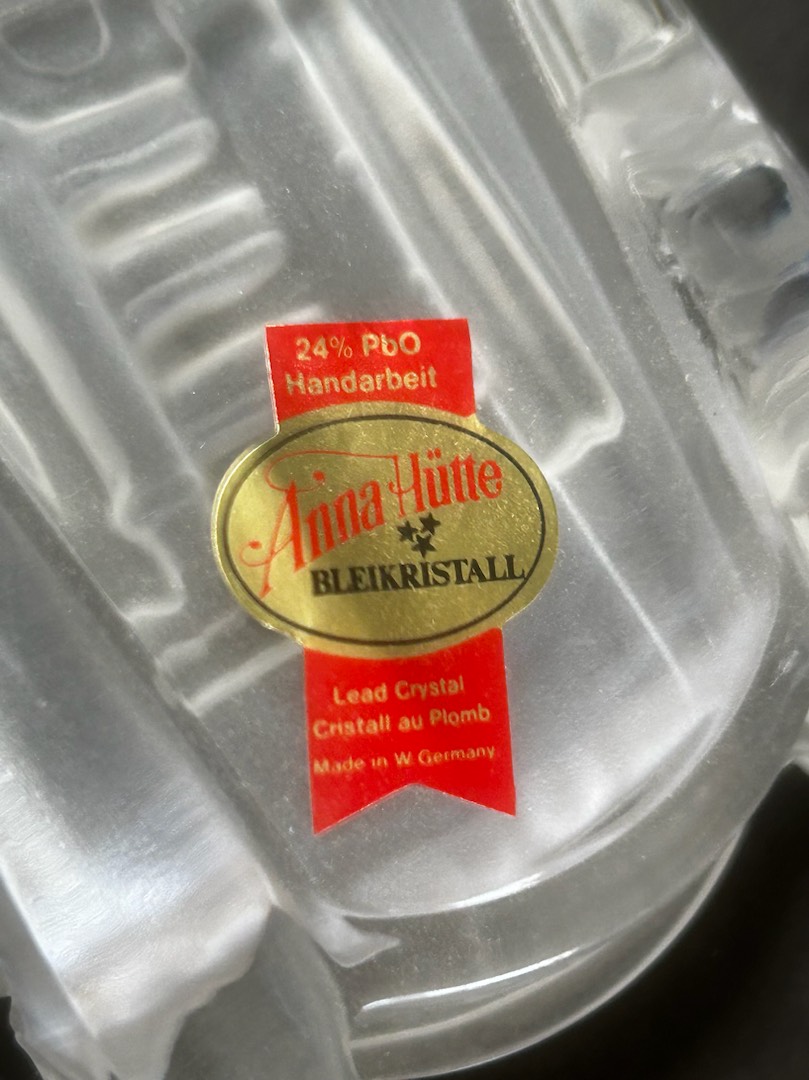 24% PbO
Handarbeit
Anna Hütte
BLEIKRISTALL
Lead Crystal
Cristall au Plomb
Made in W. Germany